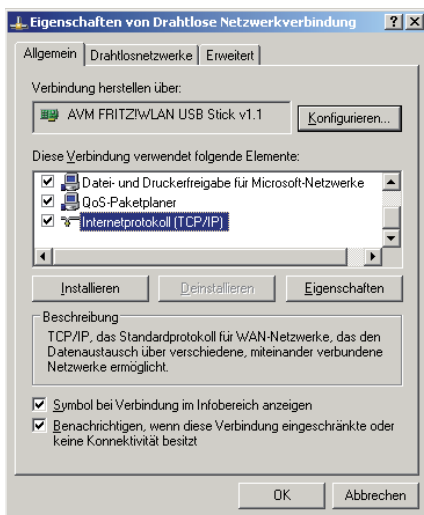 Eigenschaften von Drahtlose Netzwerkverbindung
Allgemein Drahtlosnetzwerke Erweitert
Verbindung herstellen über:
AVM FRITZ!WLAN USB Stick v1.1 Konfigurieren...
Diese Verbindung verwendet folgende Elemente:
Datei- und Druckerfreigabe für Microsoft-Netzwerke
QoS-Paketplaner
Internetprotokoll (TCP/IP)
Installieren Deinstallieren Eigenschaften
Beschreibung
TCP/IP, das Standardprotokoll für WAN-Netzwerke, das den
Datenaustausch über verschiedene, miteinander verbundene
Netzwerke ermöglicht.
Symbol bei Verbindung im Infobereich anzeigen
Benachrichtigen, wenn diese Verbindung eingeschränkte oder
keine Konnektivität besitzt
OK Abbrechen